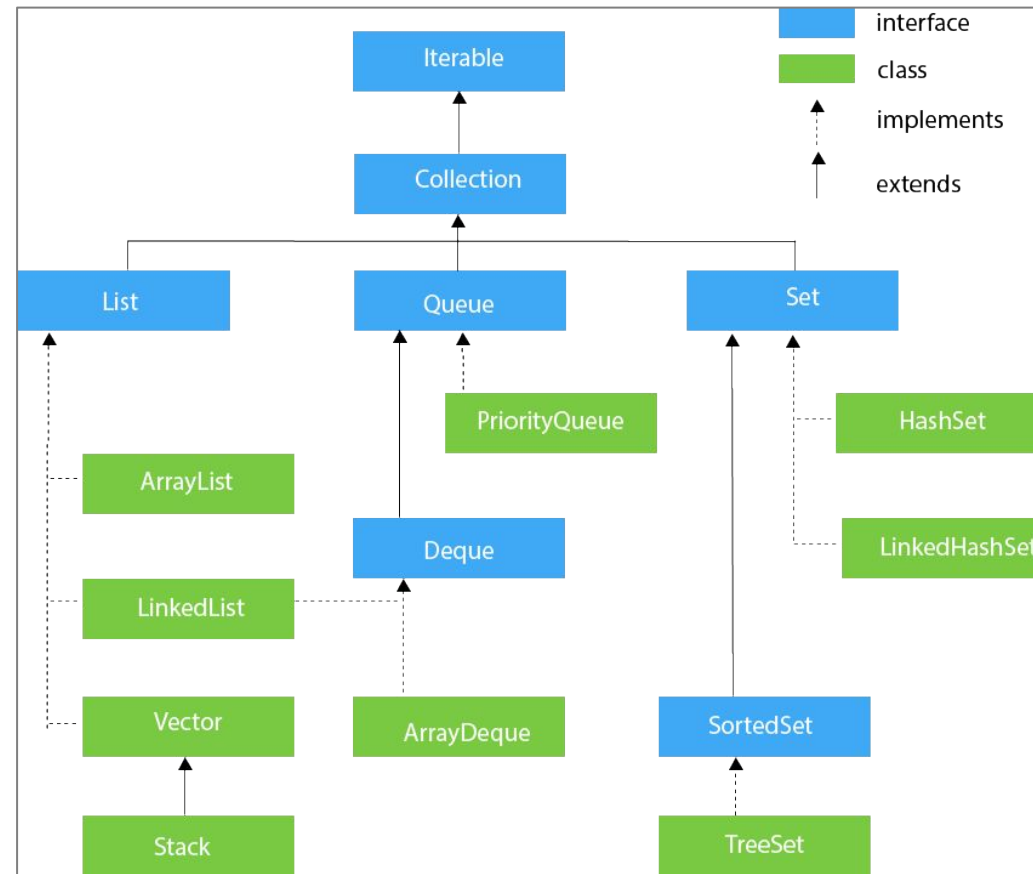 interface
Iterable
class
implements
Collection
extends
List
Queue
Set
PriorityQueue
HashSet
ArrayList
Deque
LinkedHashSet
LinkedList
Vector
ArrayDeque
SortedSet
Stack
TreeSet